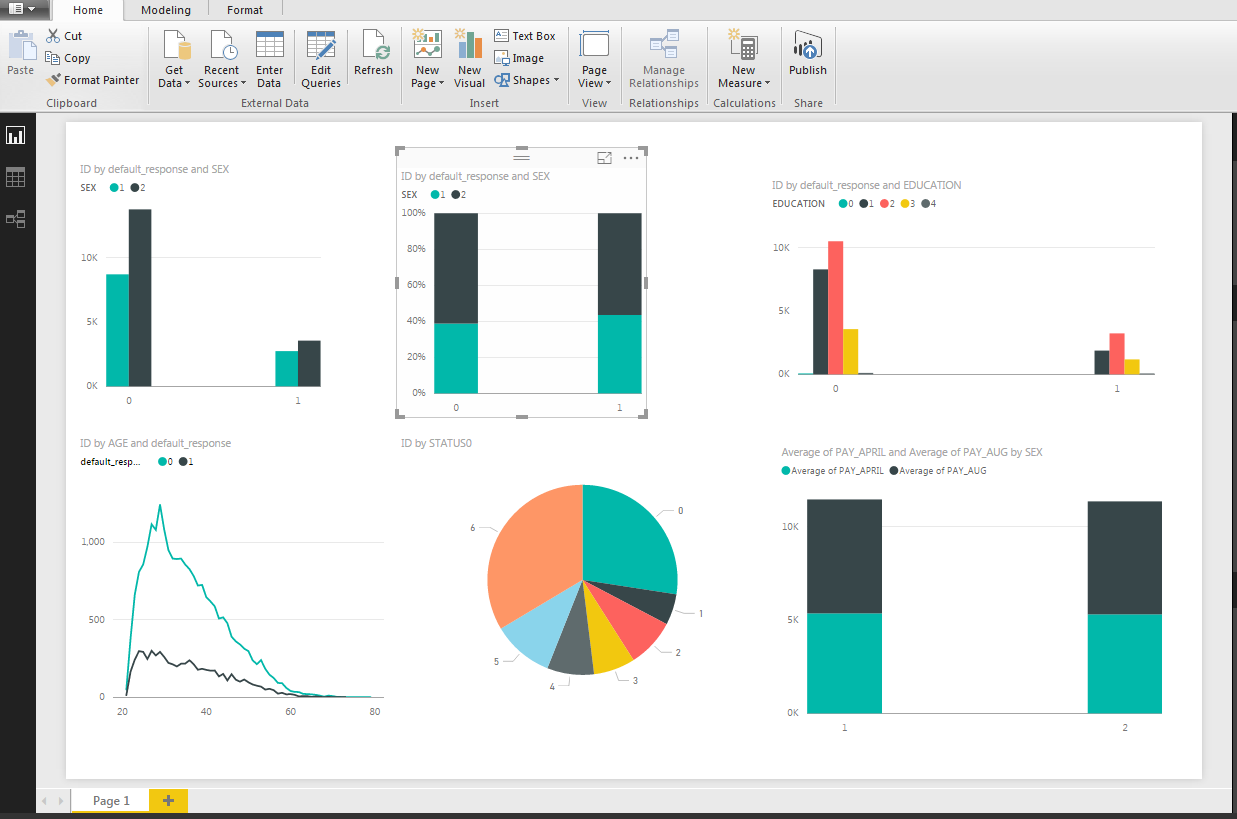 Home Modeling Format
Paste
Cut
Copy
Format Painter
Clipboard
Get Data
Recent Sources
Enter Data
Edit Queries
External Data
Refresh
New Page
New Visual
Text Box
Image
Shapes
Insert
Page View
View
Manage Relationships
Relationships
New Measure
Calculations
Publish
Share
ID by default_response and SEX
SEX 1 2
10K
5K
0K
0 1
ID by default_response and SEX
SEX 1 2
100%
80%
60%
40%
20%
0%
0 1
ID by default_response and EDUCATION
EDUCATION 0 1 2 3 4
10K
5K
0K
0 1
ID by AGE and default_response
default_resp... 0 1
1,000
500
0
20 40 60 80
ID by STATUS0
0
1
2
3
4
5
6
Average of PAY_APRIL and Average of PAY_AUG by SEX
Average of PAY_APRIL Average of PAY_AUG
10K
5K
0K
1 2
Page 1